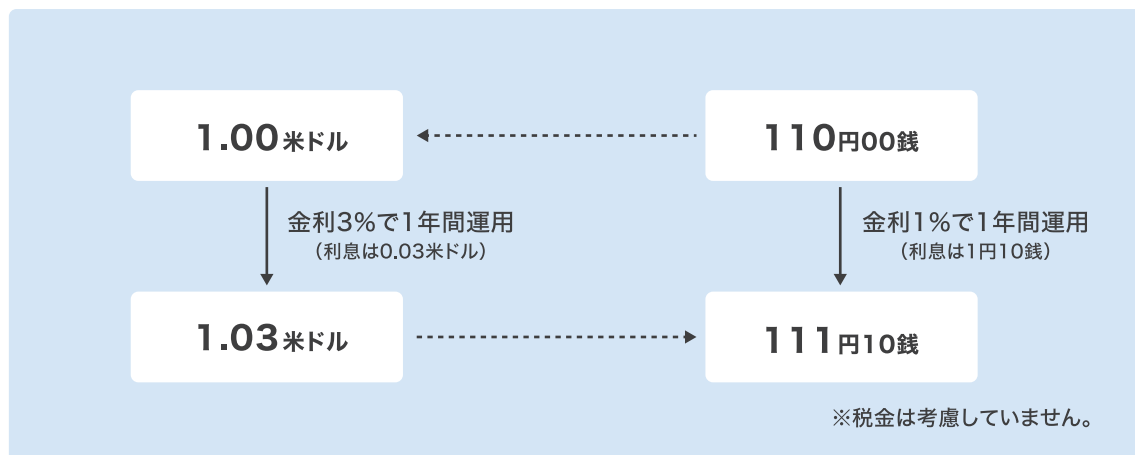 1.00米ドル
110円00銭
金利3%で1年間運用
(利息は0.03米ドル)
金利1%で1年間運用
(利息は1円10銭)
1.03米ドル
111円10銭
※税金は考慮していません。